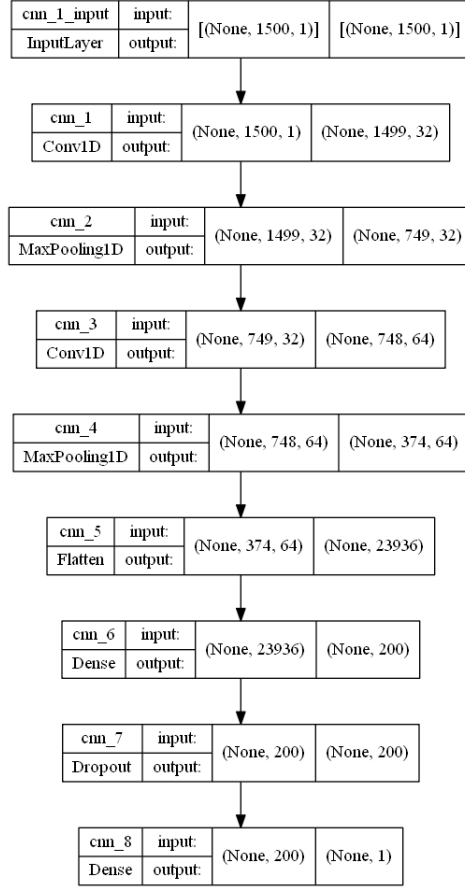 cnn_1_input input: [(None, 1500, 1)] [(None, 1500, 1)]
InputLayer output:
cnn_1 input: (None, 1500, 1) (None, 1499, 32)
Conv1D output:
cnn_2 input: (None, 1499, 32) (None, 749, 32)
MaxPooling1D output:
cnn_3 input: (None, 749, 32) (None, 748, 64)
Conv1D output:
cnn_4 input: (None, 748, 64) (None, 374, 64)
MaxPooling1D output:
cnn_5 input: (None, 374, 64) (None, 23936)
Flatten output:
cnn_6 input: (None, 23936) (None, 200)
Dense output:
cnn_7 input: (None, 200) (None, 200)
Dropout output:
cnn_8 input: (None, 200) (None, 1)
Dense output: